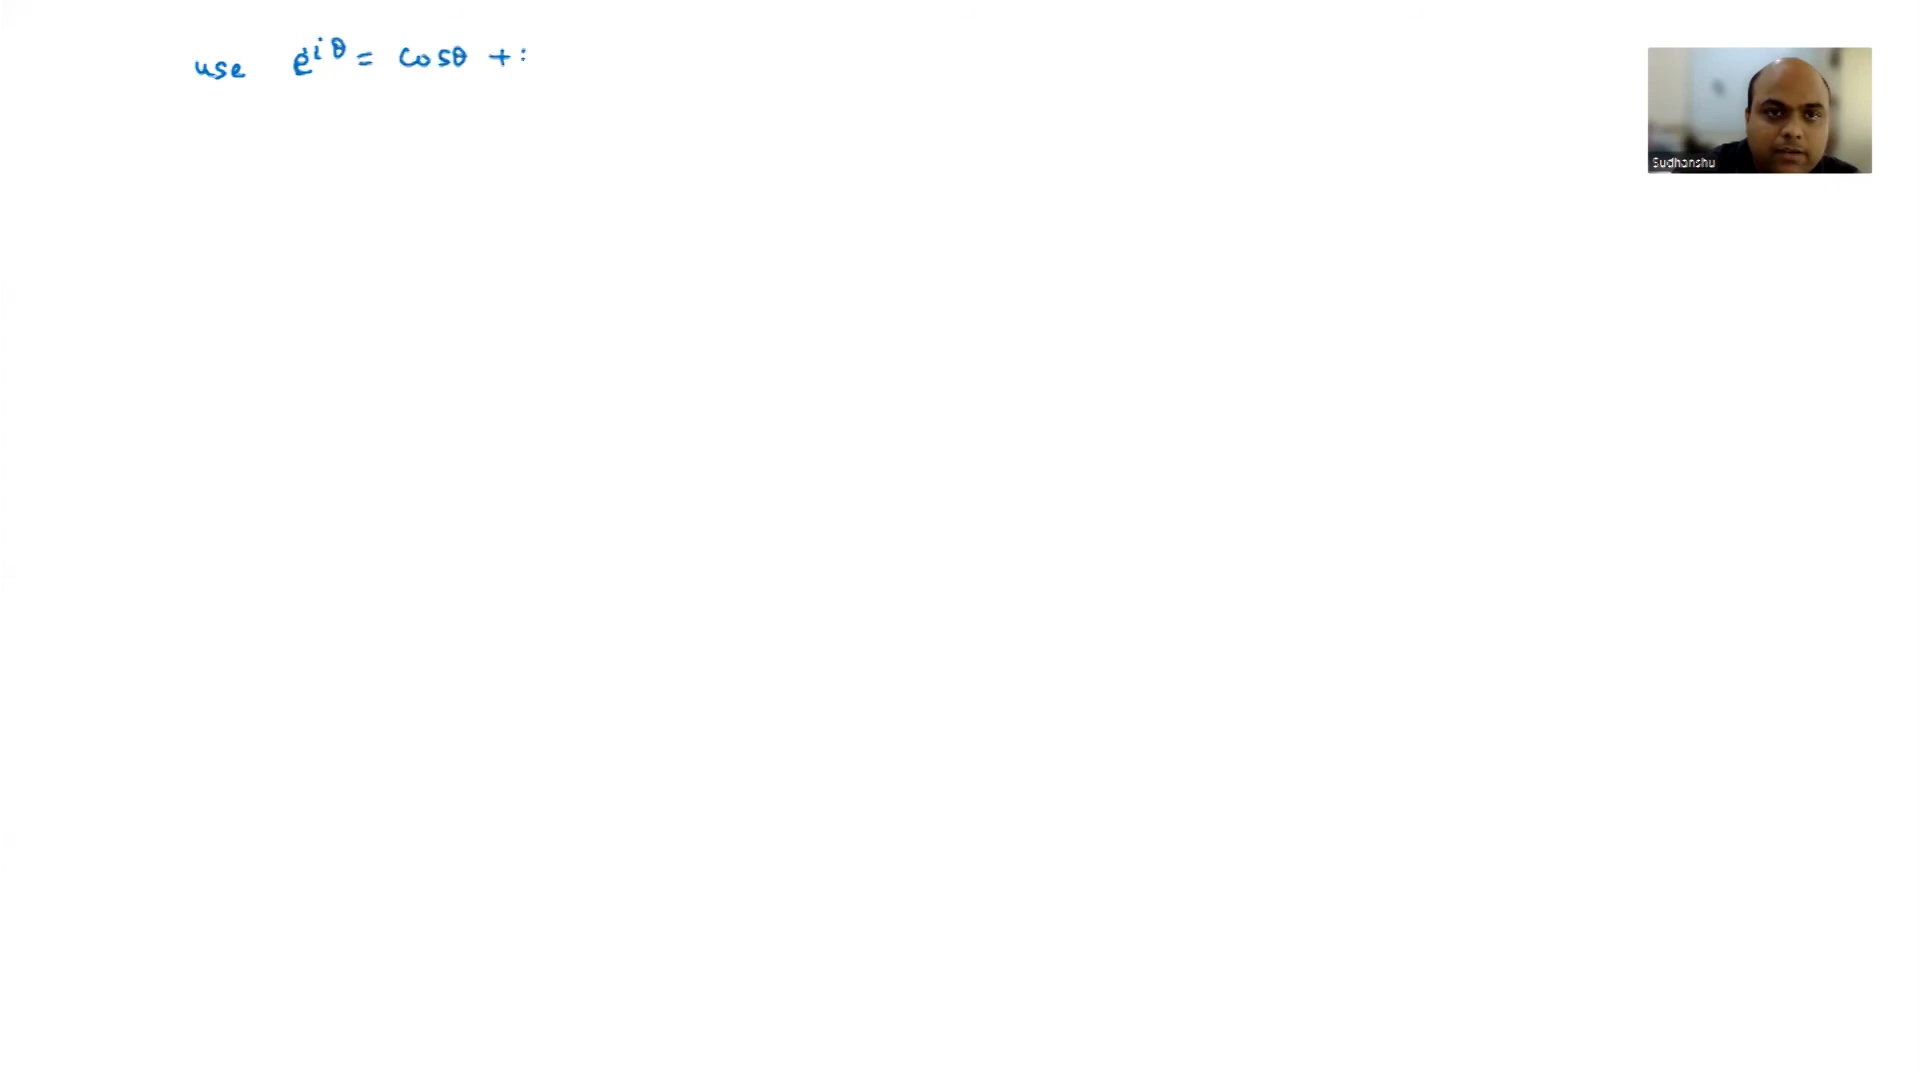 use e^{iθ} = cosθ +
Sudhanshu